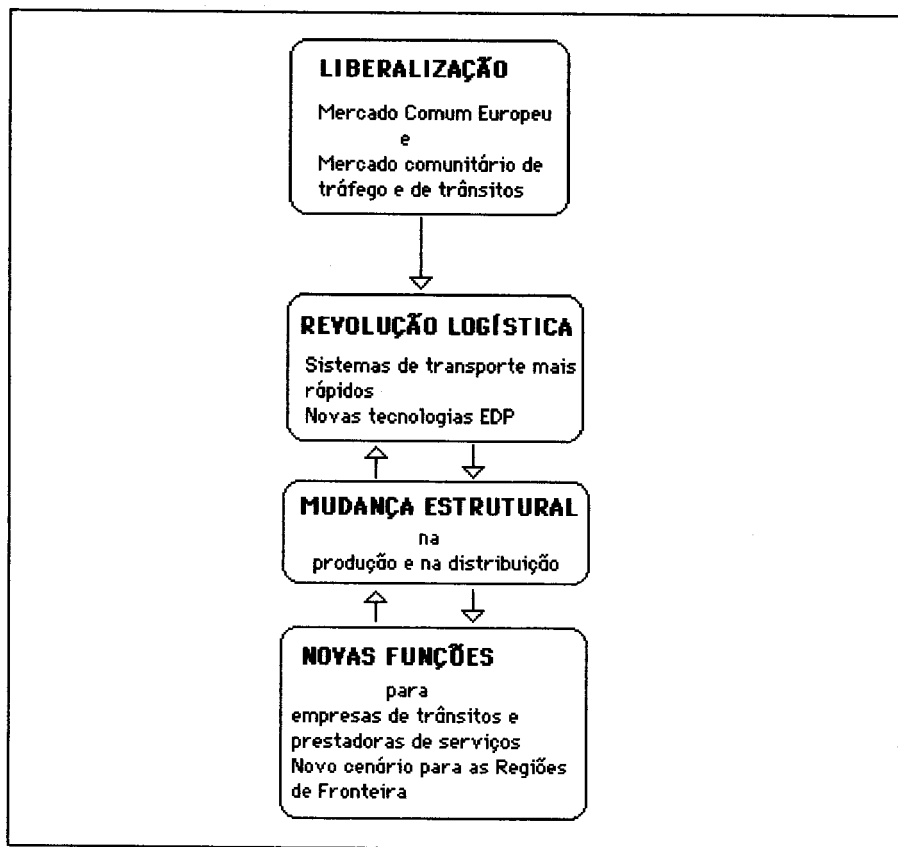 LIBERALIZAÇÃO
Mercado Comum Europeu
e
Mercado comunitário de
tráfego e de trânsitos
REVOLUÇÃO LOGÍSTICA
Sistemas de transporte mais
rápidos
Novas tecnologias EDP
MUDANÇA ESTRUTURAL
na
produção e na distribuição
NOVAS FUNÇÕES
para
empresas de trânsitos e
prestadoras de serviços
Novo cenário para as Regiões
de Fronteira